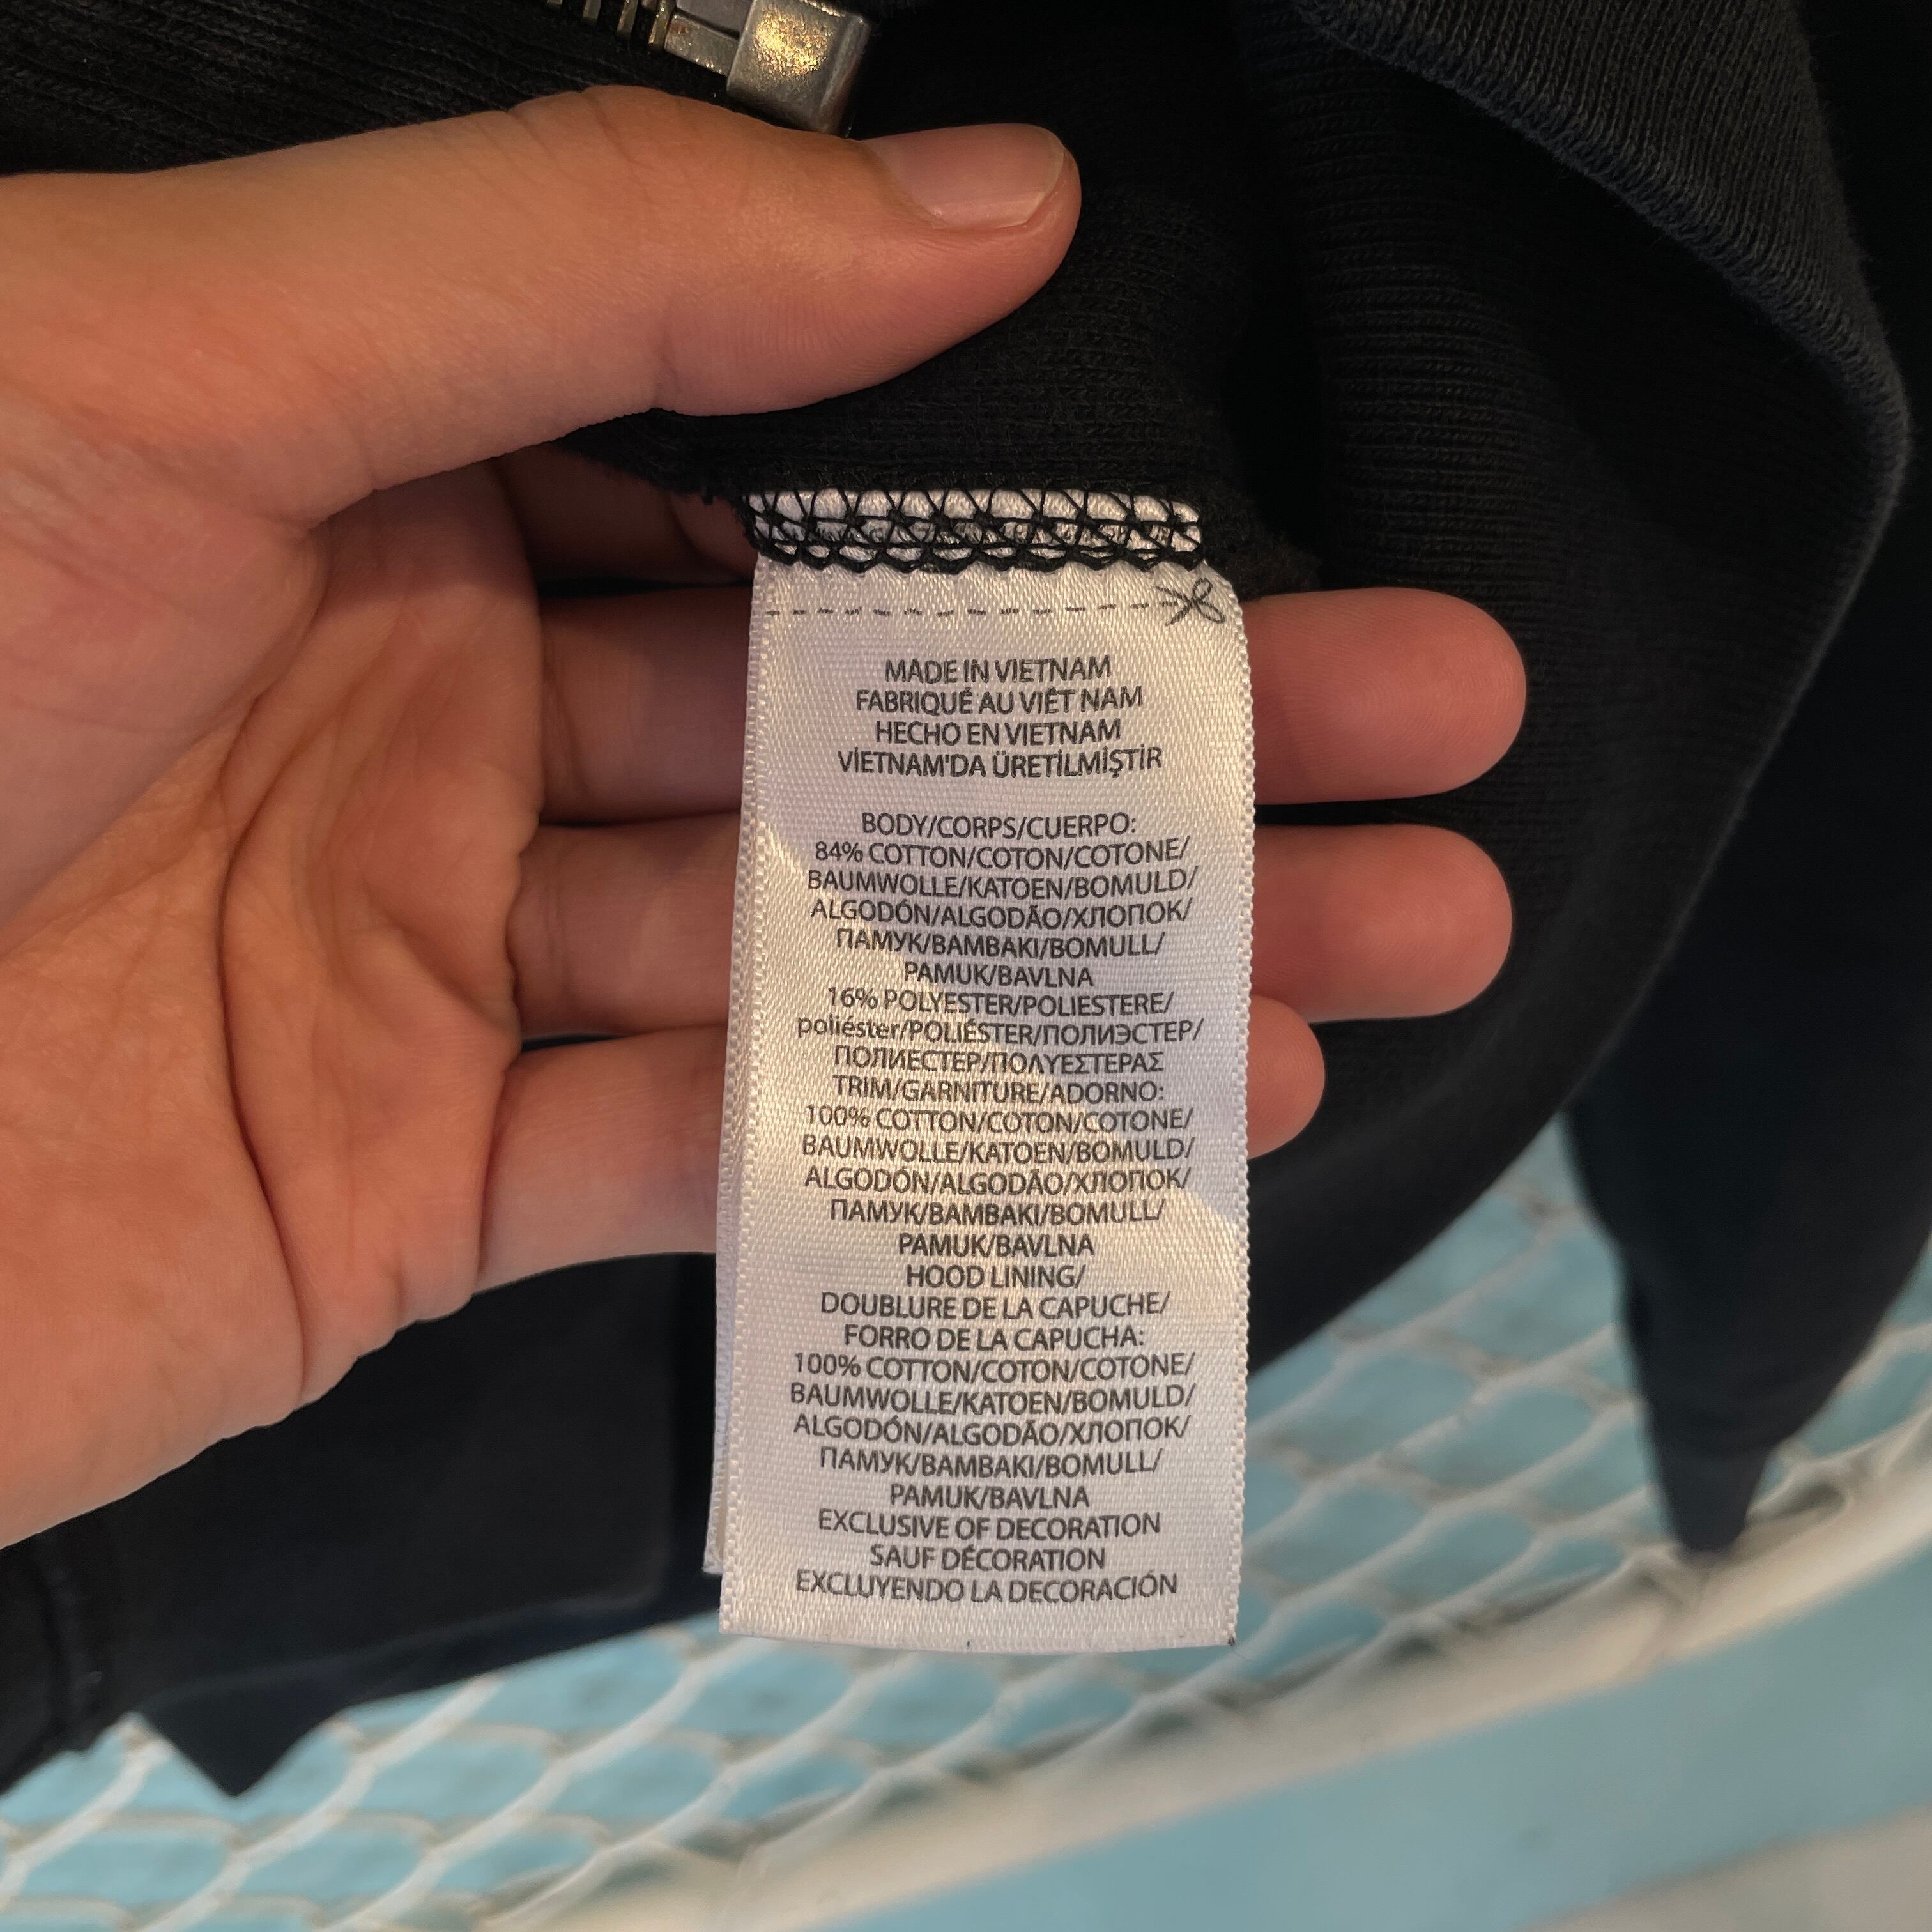 MADE IN VIETNAM
FABRIQUÉ AU VIÊT NAM
HECHO EN VIETNAM
VİETNAM'DA ÜRETİLMİŞTİR
BODY/CORPS/CUERPO:
84% COTTON/COTON/COTONE/
BAUMWOLLE/KATOEN/BOMULD/
ALGODÓN/ALGODÃO/ХЛОПОК/
ПАМУК/BAMBAKI/BOMULL/
PAMUK/BAVLNA
16% POLYESTER/POLIESTERE/
poliéster/POLIÉSTER/ПОЛИЭСТЕР/
ПОЛИЕСТЕР/ΠΟΛΥΕΣΤΕΡΑΣ
TRIM/GARNITURE/ADORNO:
100% COTTON/COTON/COTONE/
BAUMWOLLE/KATOEN/BOMULD/
ALGODÓN/ALGODÃO/ХЛОПОК/
ПАМУК/BAMBAKI/BOMULL/
PAMUK/BAVLNA
HOOD LINING/
DOUBLURE DE LA CAPUCHE/
FORRO DE LA CAPUCHA:
100% COTTON/COTON/COTONE/
BAUMWOLLE/KATOEN/BOMULD/
ALGODÓN/ALGODÃO/ХЛОПОК/
ПАМУК/BAMBAKI/BOMULL/
PAMUK/BAVLNA
EXCLUSIVE OF DECORATION
SAUF DÉCORATION
EXCLUYENDO LA DECORACIÓN